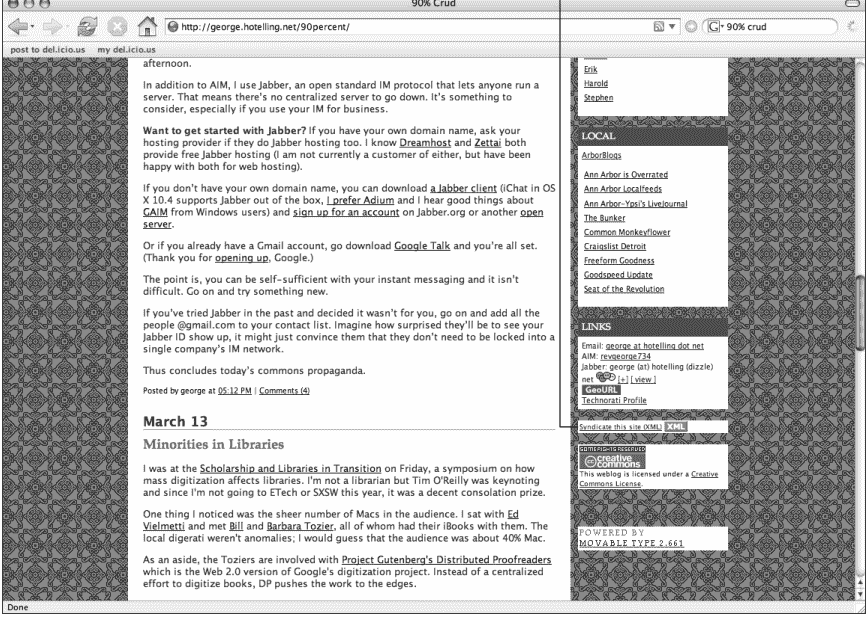 90% Crud
http://george.hotelling.net/90percent/
G 90% crud
post to del.icio.us my del.icio.us
afternoon.
In addition to AIM, I use Jabber, an open standard IM protocol that lets anyone run a
server. That means there's no centralized server to go down. It's something to
consider, especially if you use your IM for business.
Want to get started with Jabber? If you have your own domain name, ask your
hosting provider if they do Jabber hosting too. I know Dreamhost and Zettai both
provide free Jabber hosting (I am not currently a customer of either, but have been
happy with both for web hosting).
If you don't have your own domain name, you can download a Jabber client (iChat in OS
X 10.4 supports Jabber out of the box, I prefer Adium and I hear good things about
GAIM from Windows users) and sign up for an account on Jabber.org or another open
server.
Or if you already have a Gmail account, go download Google Talk and you're all set.
(Thank you for opening up, Google.)
The point is, you can be self-sufficient with your instant messaging and it isn't
difficult. Go on and try something new.
If you've tried Jabber in the past and decided it wasn't for you, go on and add all the
people @gmail.com to your contact list. Imagine how surprised they'll be to see your
Jabber ID show up, it might just convince them that they don't need to be locked into a
single company's IM network.
Thus concludes today's commons propaganda.
Posted by george at 05:12 PM | Comments (4)
March 13
Minorities in Libraries
I was at the Scholarship and Libraries in Transition on Friday, a symposium on how
mass digitization affects libraries. I'm not a librarian but Tim O'Reilly was keynoting
and since I'm not going to ETech or SXSW this year, it was a decent consolation prize.
One thing I noticed was the sheer number of Macs in the audience. I sat with Ed
Vielmetti and met Bill and Barbara Tozier, all of whom had their iBooks with them. The
local digerati weren't anomalies; I would guess that the audience was about 40% Mac.
As an aside, the Toziers are involved with Project Gutenberg's Distributed Proofreaders
which is the Web 2.0 version of Google's digitization project. Instead of a centralized
effort to digitize books, DP pushes the work to the edges.
Erik
Harold
Stephen
LOCAL
ArborBlogs
Ann Arbor is Overrated
Ann Arbor Localfeeds
Ann Arbor-Ypsi's LiveJournal
The Bunker
Common Monkeyflower
Craigslist Detroit
Freeform Goodness
Goodspeed Update
Seat of the Revolution
LINKS
Email: george at hotelling dot net
AIM: revgeorge734
Jabber: george (at) hotelling (dizzle)
net [+] [ view ]
GeoURL
Technorati Profile
Syndicate this site (XML) XML
SOME RIGHTS RESERVED
creative
commons
This weblog is licensed under a Creative
Commons License.
POWERED BY
MOVABLE TYPE 2.661
Done